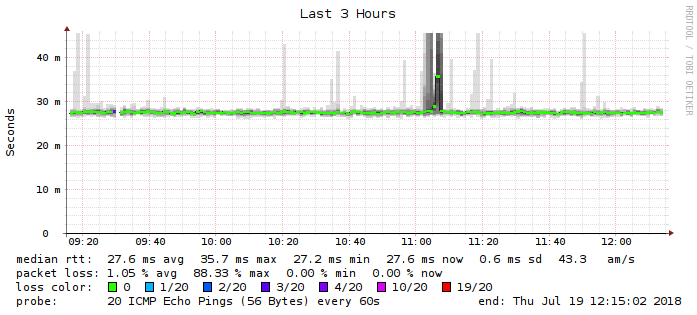 Last 3 Hours
RRDTOOL / TOBI OETIKER
Seconds
40 m
30 m
20 m
10 m
0
09:20 09:40 10:00 10:20 10:40 11:00 11:20 11:40 12:00
median rtt: 27.6 ms avg 35.7 ms max 27.2 ms min 27.6 ms now 0.6 ms sd 43.3 am/s
packet loss: 1.05 % avg 88.33 % max 0.00 % min 0.00 % now
loss color: 0 1/20 2/20 3/20 4/20 10/20 19/20
probe: 20 ICMP Echo Pings (56 Bytes) every 60s end: Thu Jul 19 12:15:02 2018